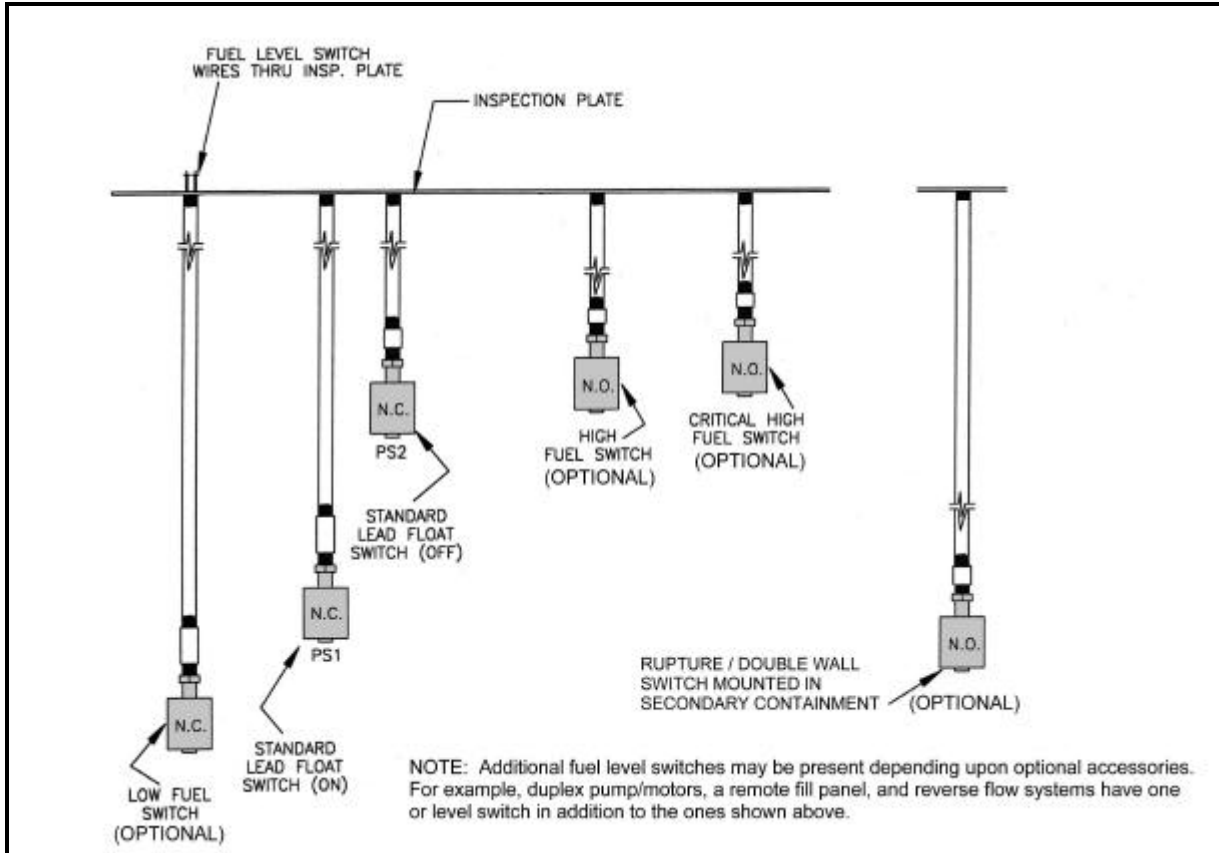 FUEL LEVEL SWITCH
WIRES THRU INSP. PLATE
INSPECTION PLATE
N.C.
PS2
N.O.
N.O.
HIGH
FUEL SWITCH
(OPTIONAL)
CRITICAL HIGH
FUEL SWITCH
(OPTIONAL)
STANDARD
LEAD FLOAT
SWITCH (OFF)
N.C.
PS1
N.O.
RUPTURE / DOUBLE WALL
SWITCH MOUNTED IN
SECONDARY CONTAINMENT
(OPTIONAL)
N.C.
STANDARD
LEAD FLOAT
SWITCH (ON)
LOW FUEL
SWITCH
(OPTIONAL)
NOTE: Additional fuel level switches may be present depending upon optional accessories.
For example, duplex pump/motors, a remote fill panel, and reverse flow systems have one
or level switch in addition to the ones shown above.